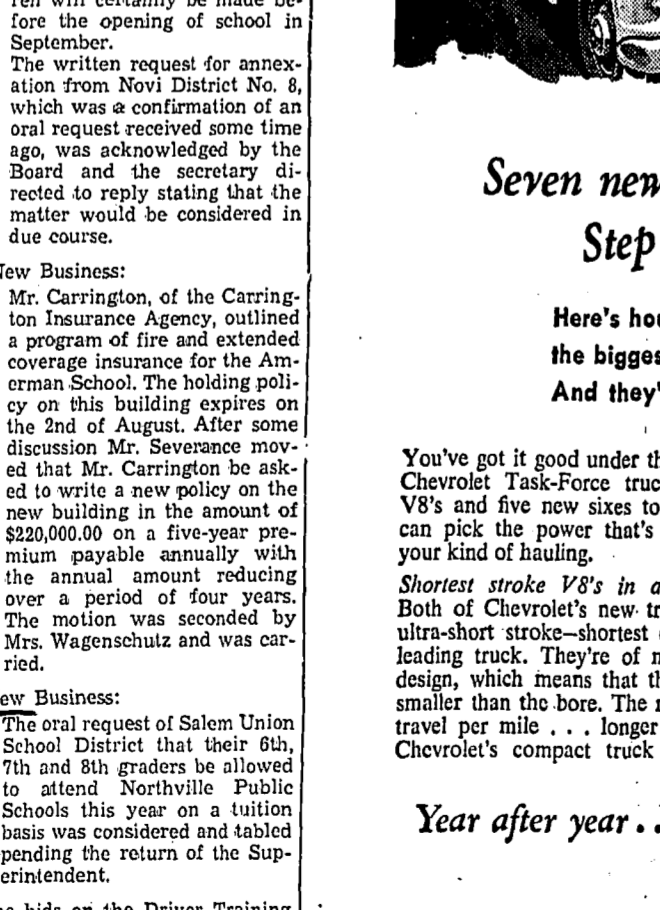 ren will certainly be made be-
fore the opening of school in
September.
The written request for annex-
ation from Novi District No. 8,
which was a confirmation of an
oral request received some time
ago, was acknowledged by the
Board and the secretary di-
rected to reply stating that the
matter would be considered in
due course.
New Business:
Mr. Carrington, of the Carring-
ton Insurance Agency, outlined
a program of fire and extended
coverage insurance for the Am-
erman School. The holding poli-
cy on this building expires on
the 2nd of August. After some
discussion Mr. Severance mov-
ed that Mr. Carrington be ask-
ed to write a new policy on the
new building in the amount of
$220,000.00 on a five-year pre-
mium payable annually with
the annual amount reducing
over a period of four years.
The motion was seconded by
Mrs. Wagenschutz and was car-
ried.
ew Business:
The oral request of Salem Union
School District that their 6th,
7th and 8th graders be allowed
to attend Northville Public
Schools this year on a tuition
basis was considered and tabled
pending the return of the Sup-
erintendent.
bids on the Driver Training
Seven new
Step
Here's how
the bigges
And they'
You've got it good under th
Chevrolet Task-Force truc
V8's and five new sixes to
can pick the power that's
your kind of hauling.
Shortest stroke V8's in a
Both of Chevrolet's new tr
ultra-short stroke—shortest
leading truck. They're of m
design, which means that th
smaller than the bore. The
travel per mile . . . longer
Chevrolet's compact truck
Year after year . .